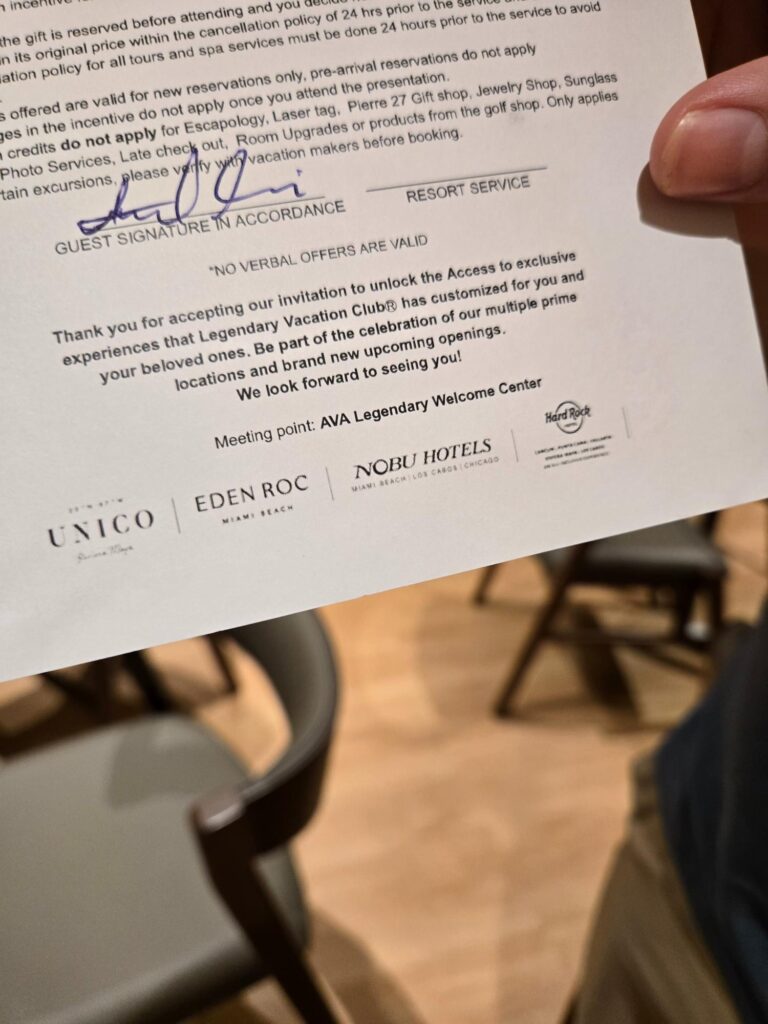 the gift is reserved before attending and you
in its original price within the cancellation policy of 24 hrs prior to the service
lation policy for all tours and spa services must be done 24 hours prior to the service to avoid
s offered are valid for new reservations only, pre-arrival reservations do not apply
ges in the incentive do not apply once you attend the presentation.
credits do not apply for Escapology, Laser tag, Pierre 27 Gift shop, Jewelry Shop, Sunglass
Photo Services, Late check out, Room Upgrades or products from the golf shop. Only applies
tain excursions, please verify with vacation makers before booking.
GUEST SIGNATURE IN ACCORDANCE
RESORT SERVICE
*NO VERBAL OFFERS ARE VALID
Thank you for accepting our invitation to unlock the Access to exclusive
experiences that Legendary Vacation Club® has customized for you and
your beloved ones. Be part of the celebration of our multiple prime
locations and brand new upcoming openings.
We look forward to seeing you!
Meeting point: AVA Legendary Welcome Center
UNICO
Riviera Maya
EDEN ROC
MIAMI BEACH
NOBU HOTELS
MIAMI BEACH | LOS CABOS | CHICAGO
Hard Rock